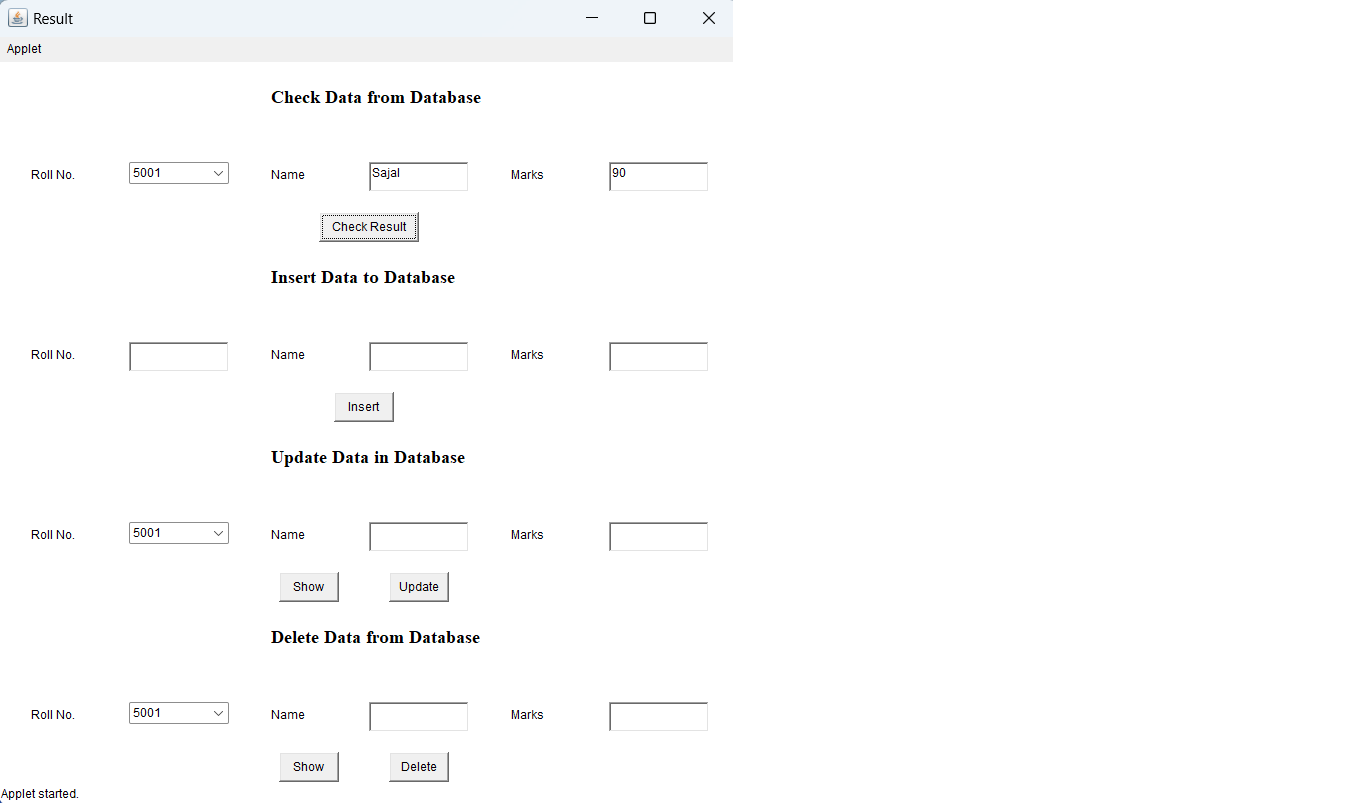 Result
Applet
Check Data from Database
Roll No. 5001 Name Sajal Marks 90
Check Result
Insert Data to Database
Roll No. Name Marks
Insert
Update Data in Database
Roll No. 5001 Name Marks
Show Update
Delete Data from Database
Roll No. 5001 Name Marks
Show Delete
Applet started.